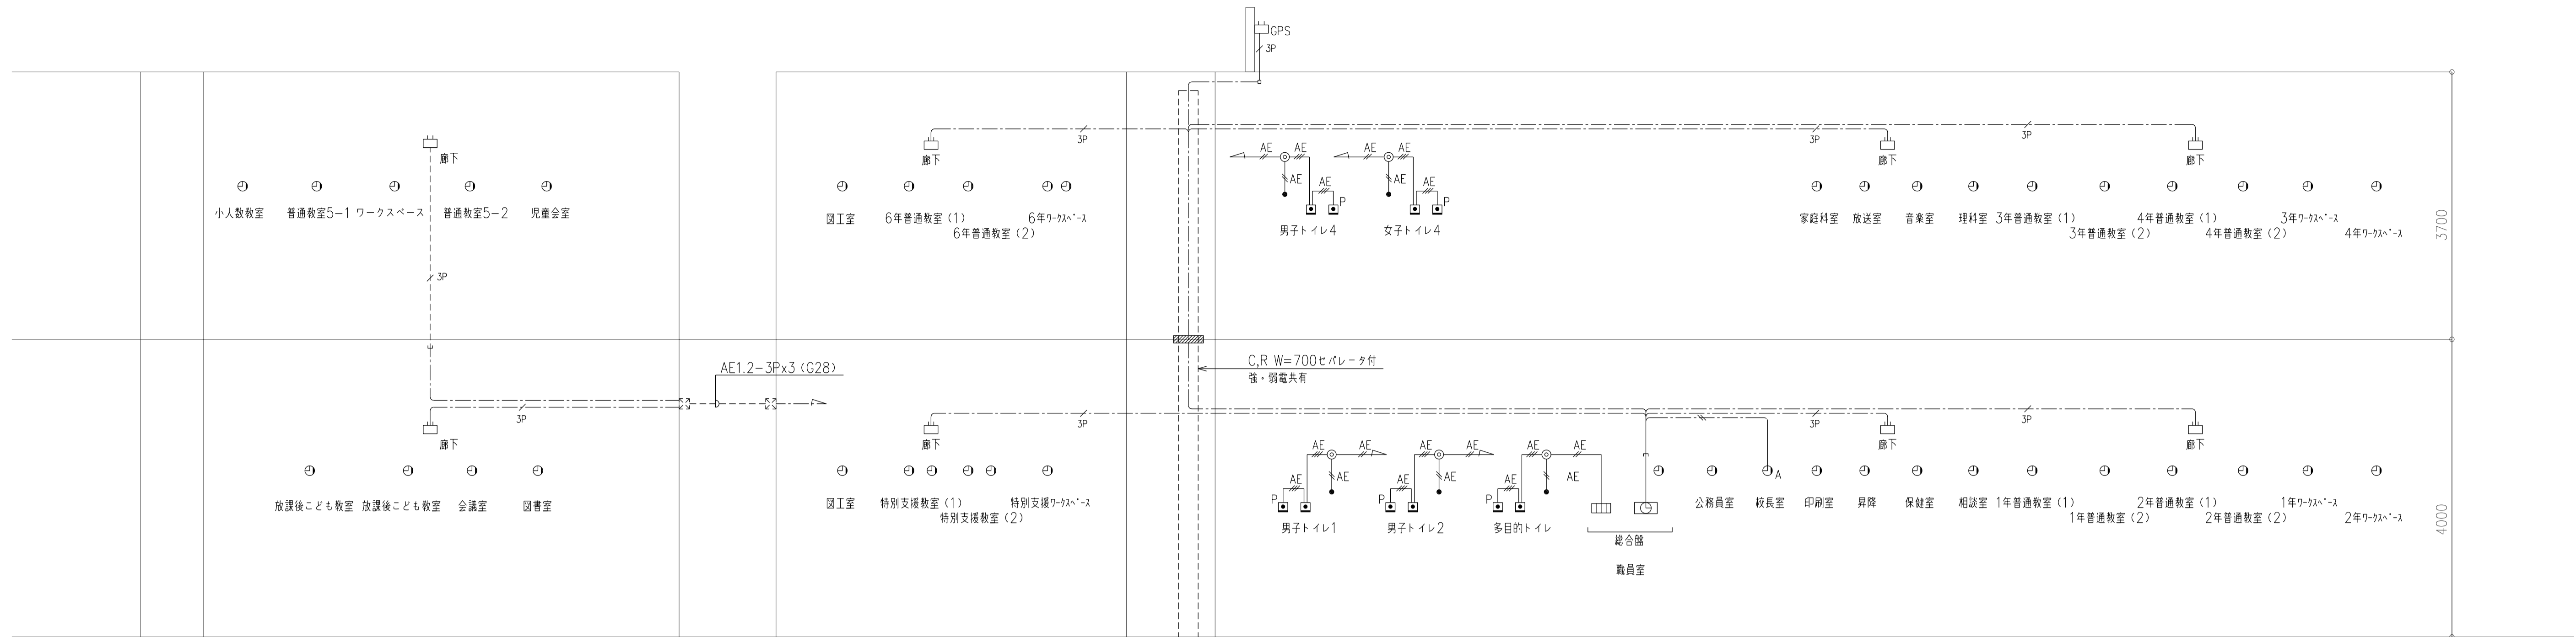 GPS
3P
3P
3P
3P
廊下
廊下
廊下
廊下
AE
AE
AE
AE
AE
AE
AE
AE
P
P
小人数教室
普通教室5-1
ワークスペース
普通教室5-2
児童会室
図工室
6年普通教室(1)
6年普通教室(2)
6年ﾜｰｸｽﾍﾟｰｽ
男子トイレ4
女子トイレ4
家庭科室
放送室
音楽室
理科室
3年普通教室(1)
3年普通教室(2)
4年普通教室(1)
4年普通教室(2)
3年ﾜｰｸｽﾍﾟｰｽ
4年ﾜｰｸｽﾍﾟｰｽ
3700
3P
AE1.2-3Px3(G28)
C,R W=700セパレータ付
強・弱電共有
3P
3P
3P
3P
廊下
廊下
廊下
廊下
AE
AE
AE
AE
AE
AE
AE
AE
AE
AE
AE
AE
P
P
P
A
放課後こども教室
放課後こども教室
会議室
図書室
図工室
特別支援教室(1)
特別支援教室(2)
特別支援ﾜｰｸｽﾍﾟｰｽ
男子トイレ1
男子トイレ2
多目的トイレ
総合盤
職員室
公務員室
校長室
印刷室
昇降
保健室
相談室
1年普通教室(1)
1年普通教室(2)
2年普通教室(1)
2年普通教室(2)
1年ﾜｰｸｽﾍﾟｰｽ
2年ﾜｰｸｽﾍﾟｰｽ
4000